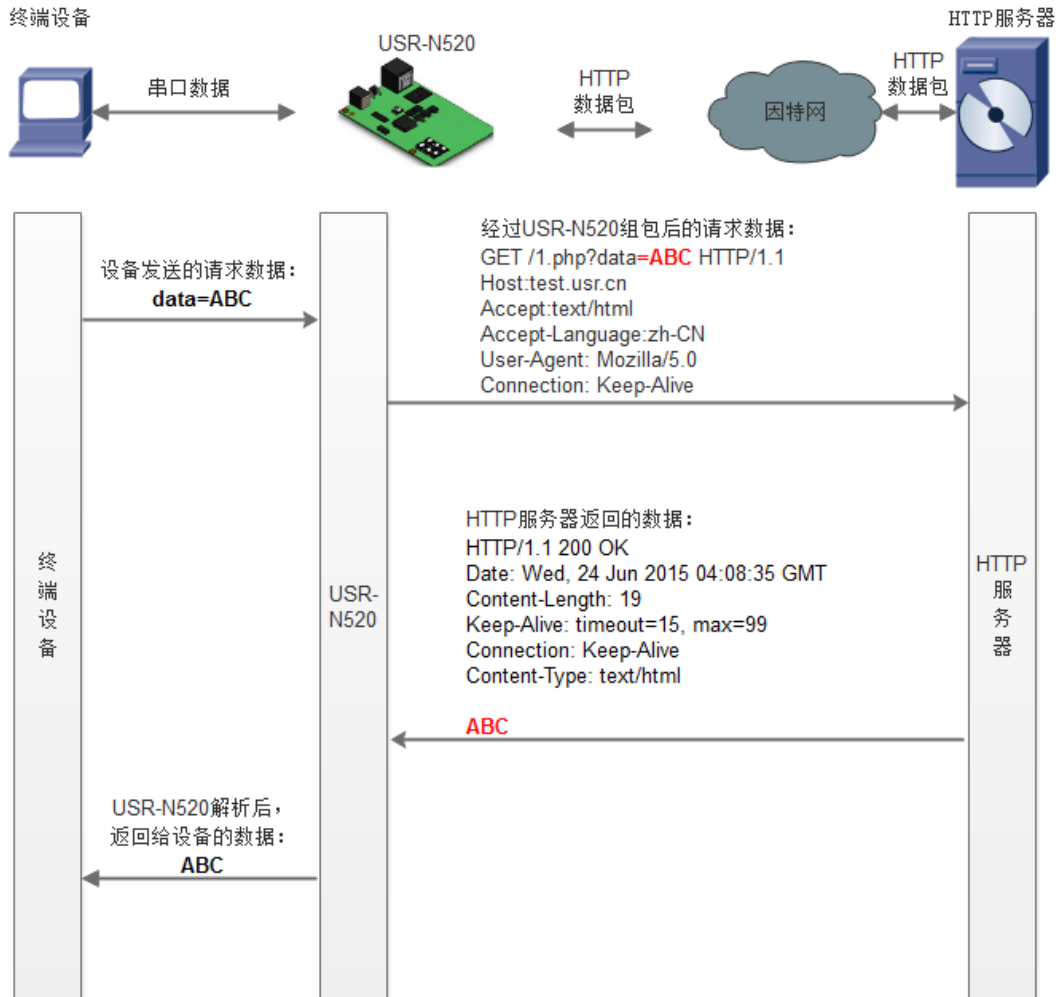 终端设备
HTTP服务器
USR-N520
串口数据
HTTP
数据包
因特网
HTTP
数据包
设备发送的请求数据：
data=ABC
经过USR-N520组包后的请求数据：
GET /1.php?data=ABC HTTP/1.1
Host:test.usr.cn
Accept:text/html
Accept-Language:zh-CN
User-Agent: Mozilla/5.0
Connection: Keep-Alive
HTTP服务器返回的数据：
HTTP/1.1 200 OK
Date: Wed, 24 Jun 2015 04:08:35 GMT
Content-Length: 19
Keep-Alive: timeout=15, max=99
Connection: Keep-Alive
Content-Type: text/html
ABC
终
端
设
备
USR-
N520
HTTP
服
务
器
USR-N520解析后，
返回给设备的数据：
ABC